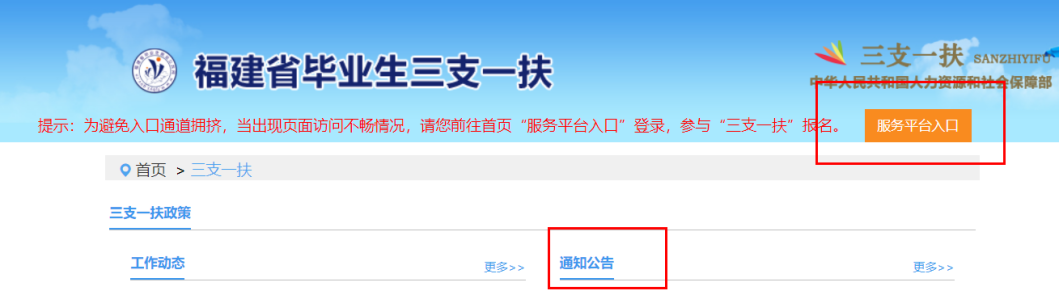 福建省毕业生三支一扶
三支一扶 SANZHIYIFU
中华人民共和国人力资源和社会保障部
提示：为避免入口通道拥挤，当出现页面访问不畅情况，请您前往首页“服务平台入口”登录，参与“三支一扶”报名。
服务平台入口
首页 > 三支一扶
三支一扶政策
工作动态 更多>> 通知公告 更多>>